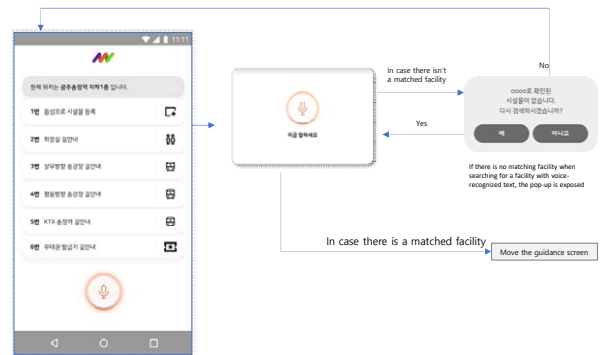 11:11
현재 위치는 광주송정역 지하1층 입니다.
1번 음성으로 시설물 등록
2번 화장실 길안내
3번 상무방향 승강장 길안내
4번 평동방향 승강장 길안내
5번 KTX 송정역 길안내
6번 우대권 발급기 길안내
지금 말하세요
In case there isn't
a matched facility
No
Yes
oooo로 확인된
시설물이 없습니다.
다시 검색하시겠습니까?
예
아니요
If there is no matching facility when
searching for a facility with voice-
recognized text, the pop-up is exposed
In case there is a matched facility
Move the guidance screen